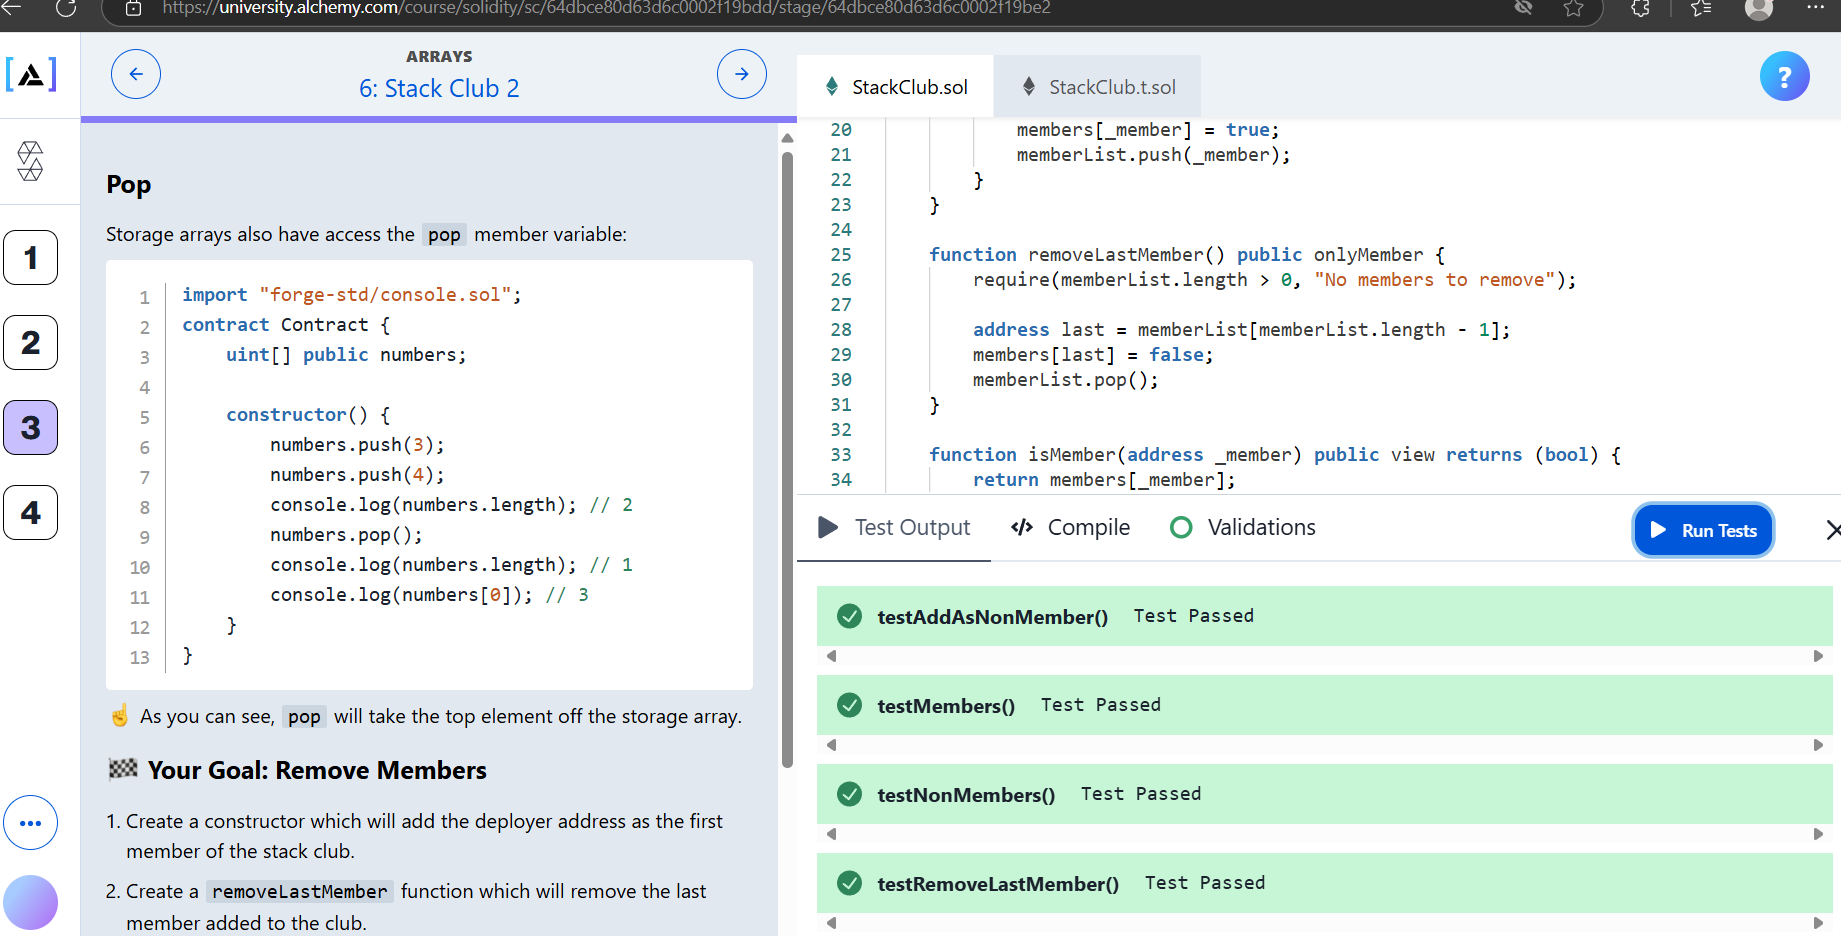 https://university.alchemy.com/course/solidity/sc/64dbce80d63d6c0002f19bdd/stage/64dbce80d63d6c0002f19be2
ARRAYS
6: Stack Club 2
1
2
3
4
Pop
Storage arrays also have access the pop member variable:
1 import "forge-std/console.sol";
2 contract Contract {
3 uint[] public numbers;
4
5 constructor() {
6 numbers.push(3);
7 numbers.push(4);
8 console.log(numbers.length); // 2
9 numbers.pop();
10 console.log(numbers.length); // 1
11 console.log(numbers[0]); // 3
12 }
13 }
☝️ As you can see, pop will take the top element off the storage array.
🏁 Your Goal: Remove Members
1. Create a constructor which will add the deployer address as the first
member of the stack club.
2. Create a removeLastMember function which will remove the last
member added to the club.
StackClub.sol
StackClub.t.sol
?
20 members[_member] = true;
21 memberList.push(_member);
22 }
23 }
24
25 function removeLastMember() public onlyMember {
26 require(memberList.length > 0, "No members to remove");
27
28 address last = memberList[memberList.length - 1];
29 members[last] = false;
30 memberList.pop();
31 }
32
33 function isMember(address _member) public view returns (bool) {
34 return members[_member];
Test Output
Compile
Validations
Run Tests
testAddAsNonMember() Test Passed
testMembers() Test Passed
testNonMembers() Test Passed
testRemoveLastMember() Test Passed